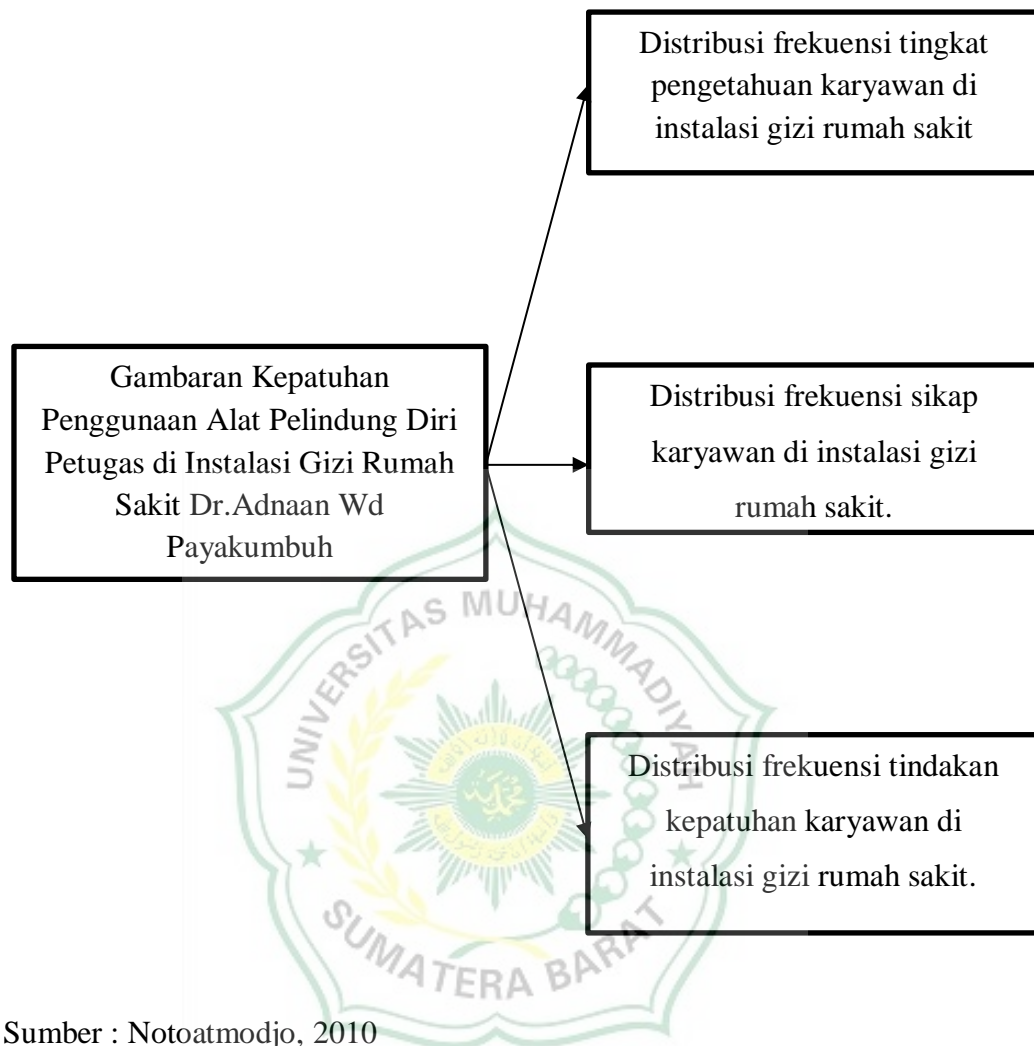 Distribusi frekuensi tingkat
pengetahuan karyawan di
instalasi gizi rumah sakit
Gambaran Kepatuhan
Penggunaan Alat Pelindung Diri
Petugas di Instalasi Gizi Rumah
Sakit Dr.Adnaan Wd
Payakumbuh
Distribusi frekuensi sikap
karyawan di instalasi gizi
rumah sakit.
Distribusi frekuensi tindakan
kepatuhan karyawan di
instalasi gizi rumah sakit.
UNIVERSITAS MUHAMMADIYAH
SUMATERA BARAT
Sumber : Notoatmodjo, 2010